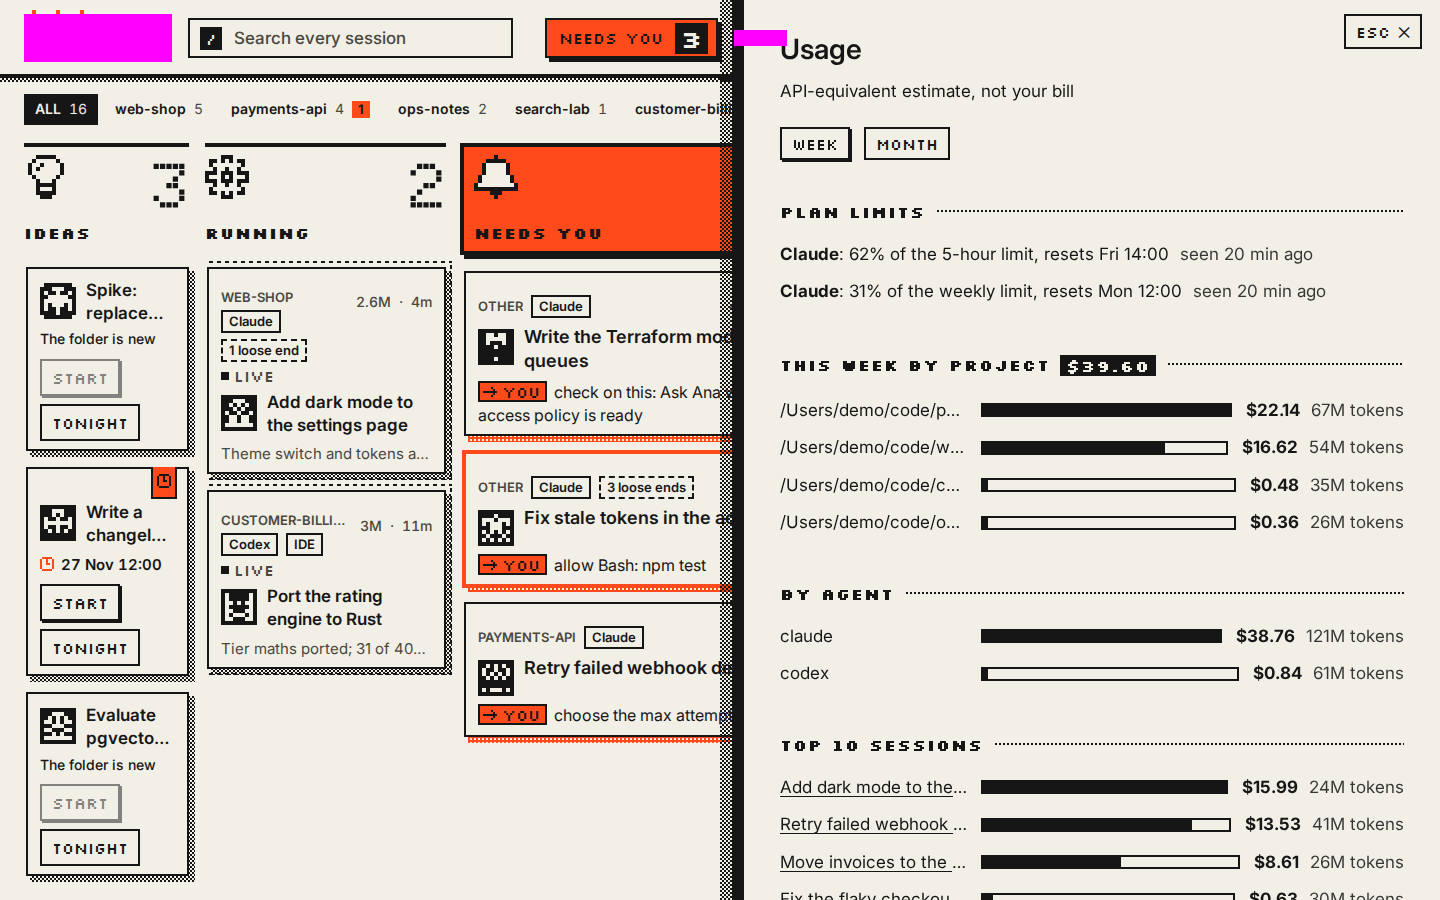 Search every session
NEEDS YOU 3
ALL 16 web-shop 5 payments-api 4 1 ops-notes 2 search-lab 1 customer-bil
3
IDEAS
2
RUNNING
NEEDS YOU
Spike:
replace...
The folder is new
START
TONIGHT
Write a
changel...
27 Nov 12:00
START
TONIGHT
Evaluate
pgvecto...
The folder is new
START
TONIGHT
WEB-SHOP 2.6M · 4m
Claude
1 loose end
LIVE
Add dark mode to
the settings page
Theme switch and tokens a...
CUSTOMER-BILLI... 3M · 11m
Codex IDE
LIVE
Port the rating
engine to Rust
Tier maths ported; 31 of 40...
OTHER Claude
Write the Terraform mo
queues
→ YOU check on this: Ask Ana
access policy is ready
OTHER Claude 3 loose ends
Fix stale tokens in the a
→ YOU allow Bash: npm test
PAYMENTS-API Claude
Retry failed webhook d
→ YOU choose the max attemp
ESC ×
Usage
API-equivalent estimate, not your bill
WEEK MONTH
PLAN LIMITS
Claude: 62% of the 5-hour limit, resets Fri 14:00 seen 20 min ago
Claude: 31% of the weekly limit, resets Mon 12:00 seen 20 min ago
THIS WEEK BY PROJECT $39.60
/Users/demo/code/p... $22.14 67M tokens
/Users/demo/code/w... $16.62 54M tokens
/Users/demo/code/c... $0.48 35M tokens
/Users/demo/code/o... $0.36 26M tokens
BY AGENT
claude $38.76 121M tokens
codex $0.84 61M tokens
TOP 10 SESSIONS
Add dark mode to the... $15.99 24M tokens
Retry failed webhook ... $13.53 41M tokens
Move invoices to the ... $8.61 26M tokens
Fix the flaky checkou... $0.63 30M tokens